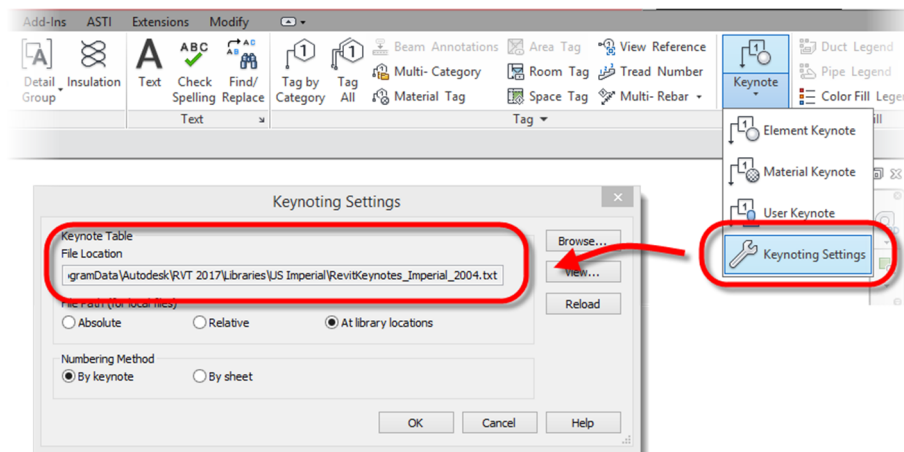 Add-Ins ASTI Extensions Modify
Beam Annotations Area Tag View Reference Duct Legend
Multi- Category Room Tag Tread Number Pipe Legend
Material Tag Space Tag Multi- Rebar Color Fill
Detail Group
Insulation
A Text
ABC Check Spelling
Find/ Replace
Tag by Category
Tag All
Keynote
Text Tag
Element Keynote
Material Keynote
User Keynote
Keynoting Settings
Keynoting Settings
Keynote Table
File Location
gramData\Autodesk\RVT 2017\Libraries\US Imperial\RevitKeynotes_Imperial_2004.txt
Browse...
View...
Reload
File Path (for local files)
Absolute Relative At library locations
Numbering Method
By keynote By sheet
OK Cancel Help